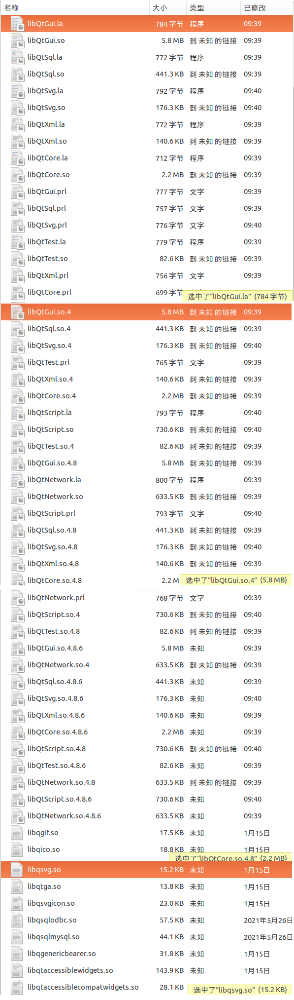 名称 大小 类型 已修改
libQtGui.la 784 字节 程序 09:39
libQtGui.so 5.8 MB 到 未知 的链接 09:39
libQtSql.la 772 字节 程序 09:39
libQtSql.so 441.3 KB 到 未知 的链接 09:39
libQtSvg.la 792 字节 程序 09:40
libQtSvg.so 176.3 KB 到 未知 的链接 09:40
libQtXml.la 772 字节 程序 09:39
libQtXml.so 140.6 KB 到 未知 的链接 09:39
libQtCore.la 712 字节 程序 09:39
libQtCore.so 2.2 MB 到 未知 的链接 09:39
libQtGui.prl 777 字节 文字 09:39
libQtSql.prl 757 字节 文字 09:39
libQtSvg.prl 776 字节 文字 09:40
libQtTest.la 779 字节 程序 09:39
libQtTest.so 82.6 KB 到 未知 的链接 09:39
libQtXml.prl 756 字节 文字 09:39
libQtCore.prl 699 字节
选中了“libQtGui.la” (784 字节)
libQtGui.so.4 5.8 MB 到 未知 的链接 09:39
libQtSql.so.4 441.3 KB 到 未知 的链接 09:39
libQtSvg.so.4 176.3 KB 到 未知 的链接 09:40
libQtTest.prl 765 字节 文字 09:39
libQtXml.so.4 140.6 KB 到 未知 的链接 09:39
libQtCore.so.4 2.2 MB 到 未知 的链接 09:39
libQtScript.la 793 字节 程序 09:40
libQtScript.so 730.6 KB 到 未知 的链接 09:40
libQtTest.so.4 82.6 KB 到 未知 的链接 09:39
libQtGui.so.4.8 5.8 MB 到 未知 的链接 09:39
libQtNetwork.la 800 字节 程序 09:39
libQtNetwork.so 633.5 KB 到 未知 的链接 09:39
libQtScript.prl 793 字节 文字 09:40
libQtSql.so.4.8 441.3 KB 到 未知 的链接 09:39
libQtSvg.so.4.8 176.3 KB 到 未知 的链接 09:40
libQtXml.so.4.8 140.6 KB 到 未知 的链接 09:39
libQtCore.so.4.8 2.2 M
选中了“libQtGui.so.4” (5.8 MB)
libQtNetwork.prl 768 字节 文字 09:39
libQtScript.so.4 730.6 KB 到 未知 的链接 09:40
libQtTest.so.4.8 82.6 KB 到 未知 的链接 09:39
libQtGui.so.4.8.6 5.8 MB 未知 09:39
libQtNetwork.so.4 633.5 KB 到 未知 的链接 09:39
libQtSql.so.4.8.6 441.3 KB 未知 09:39
libQtSvg.so.4.8.6 176.3 KB 未知 09:40
libQtXml.so.4.8.6 140.6 KB 未知 09:39
libQtCore.so.4.8.6 2.2 MB 未知 09:39
libQtScript.so.4.8 730.6 KB 到 未知 的链接 09:40
libQtTest.so.4.8.6 82.6 KB 未知 09:39
libQtNetwork.so.4.8 633.5 KB 到 未知 的链接 09:39
libQtScript.so.4.8.6 730.6 KB 未知 09:40
libQtNetwork.so.4.8.6 633.5 KB 未知 09:39
libqgif.so 17.5 KB 未知 1月15日
libqico.so 18.8 KB 未知 1月15日
选中了“libQtCore.so.4.8” (2.2 MB)
libqsvg.so 15.2 KB 未知 1月15日
libqtga.so 13.8 KB 未知 1月15日
libqsvgicon.so 23.0 KB 未知 1月15日
libqsqlodbc.so 57.5 KB 未知 2021年5月26日
libqsqlmysql.so 44.1 KB 未知 2021年5月26日
libqgenericbearer.so 31.8 KB 未知 1月15日
libqtaccessiblewidgets.so 143.9 KB 未知 1月15日
libqtaccessiblecompatwidgets.so 28.1 KB
选中了“libqsvg.so” (15.2 KB)